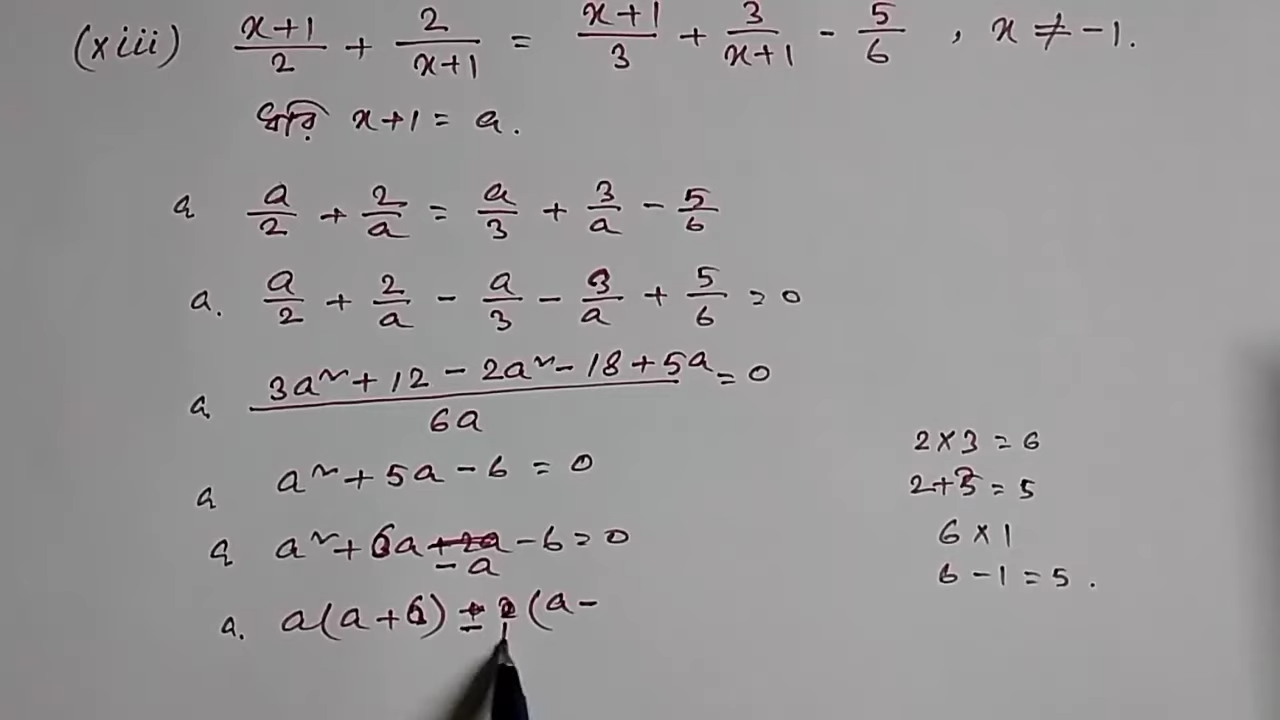 (xiii) x+1/2 + 2/x+1 = x+1/3 + 3/x+1 - 5/6 , x ≠ -1.
ধরি x+1 = a.
a a/2 + 2/a = a/3 + 3/a - 5/6
a. a/2 + 2/a - a/3 - 3/a + 5/6 = 0
a 3a² + 12 - 2a² - 18 + 5a / 6a = 0
a a² + 5a - 6 = 0
a a² + 6a - a - 6 = 0
a. a(a+6) - 1 (a -
2 × 3 = 6
2 + 3 = 5
6 × 1
6 - 1 = 5 .